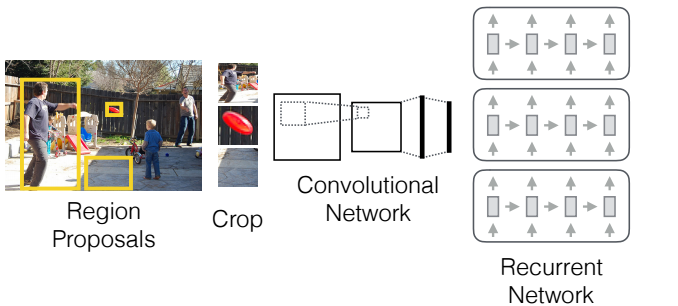 Region
Proposals
Crop
Convolutional
Network
Recurrent
Network